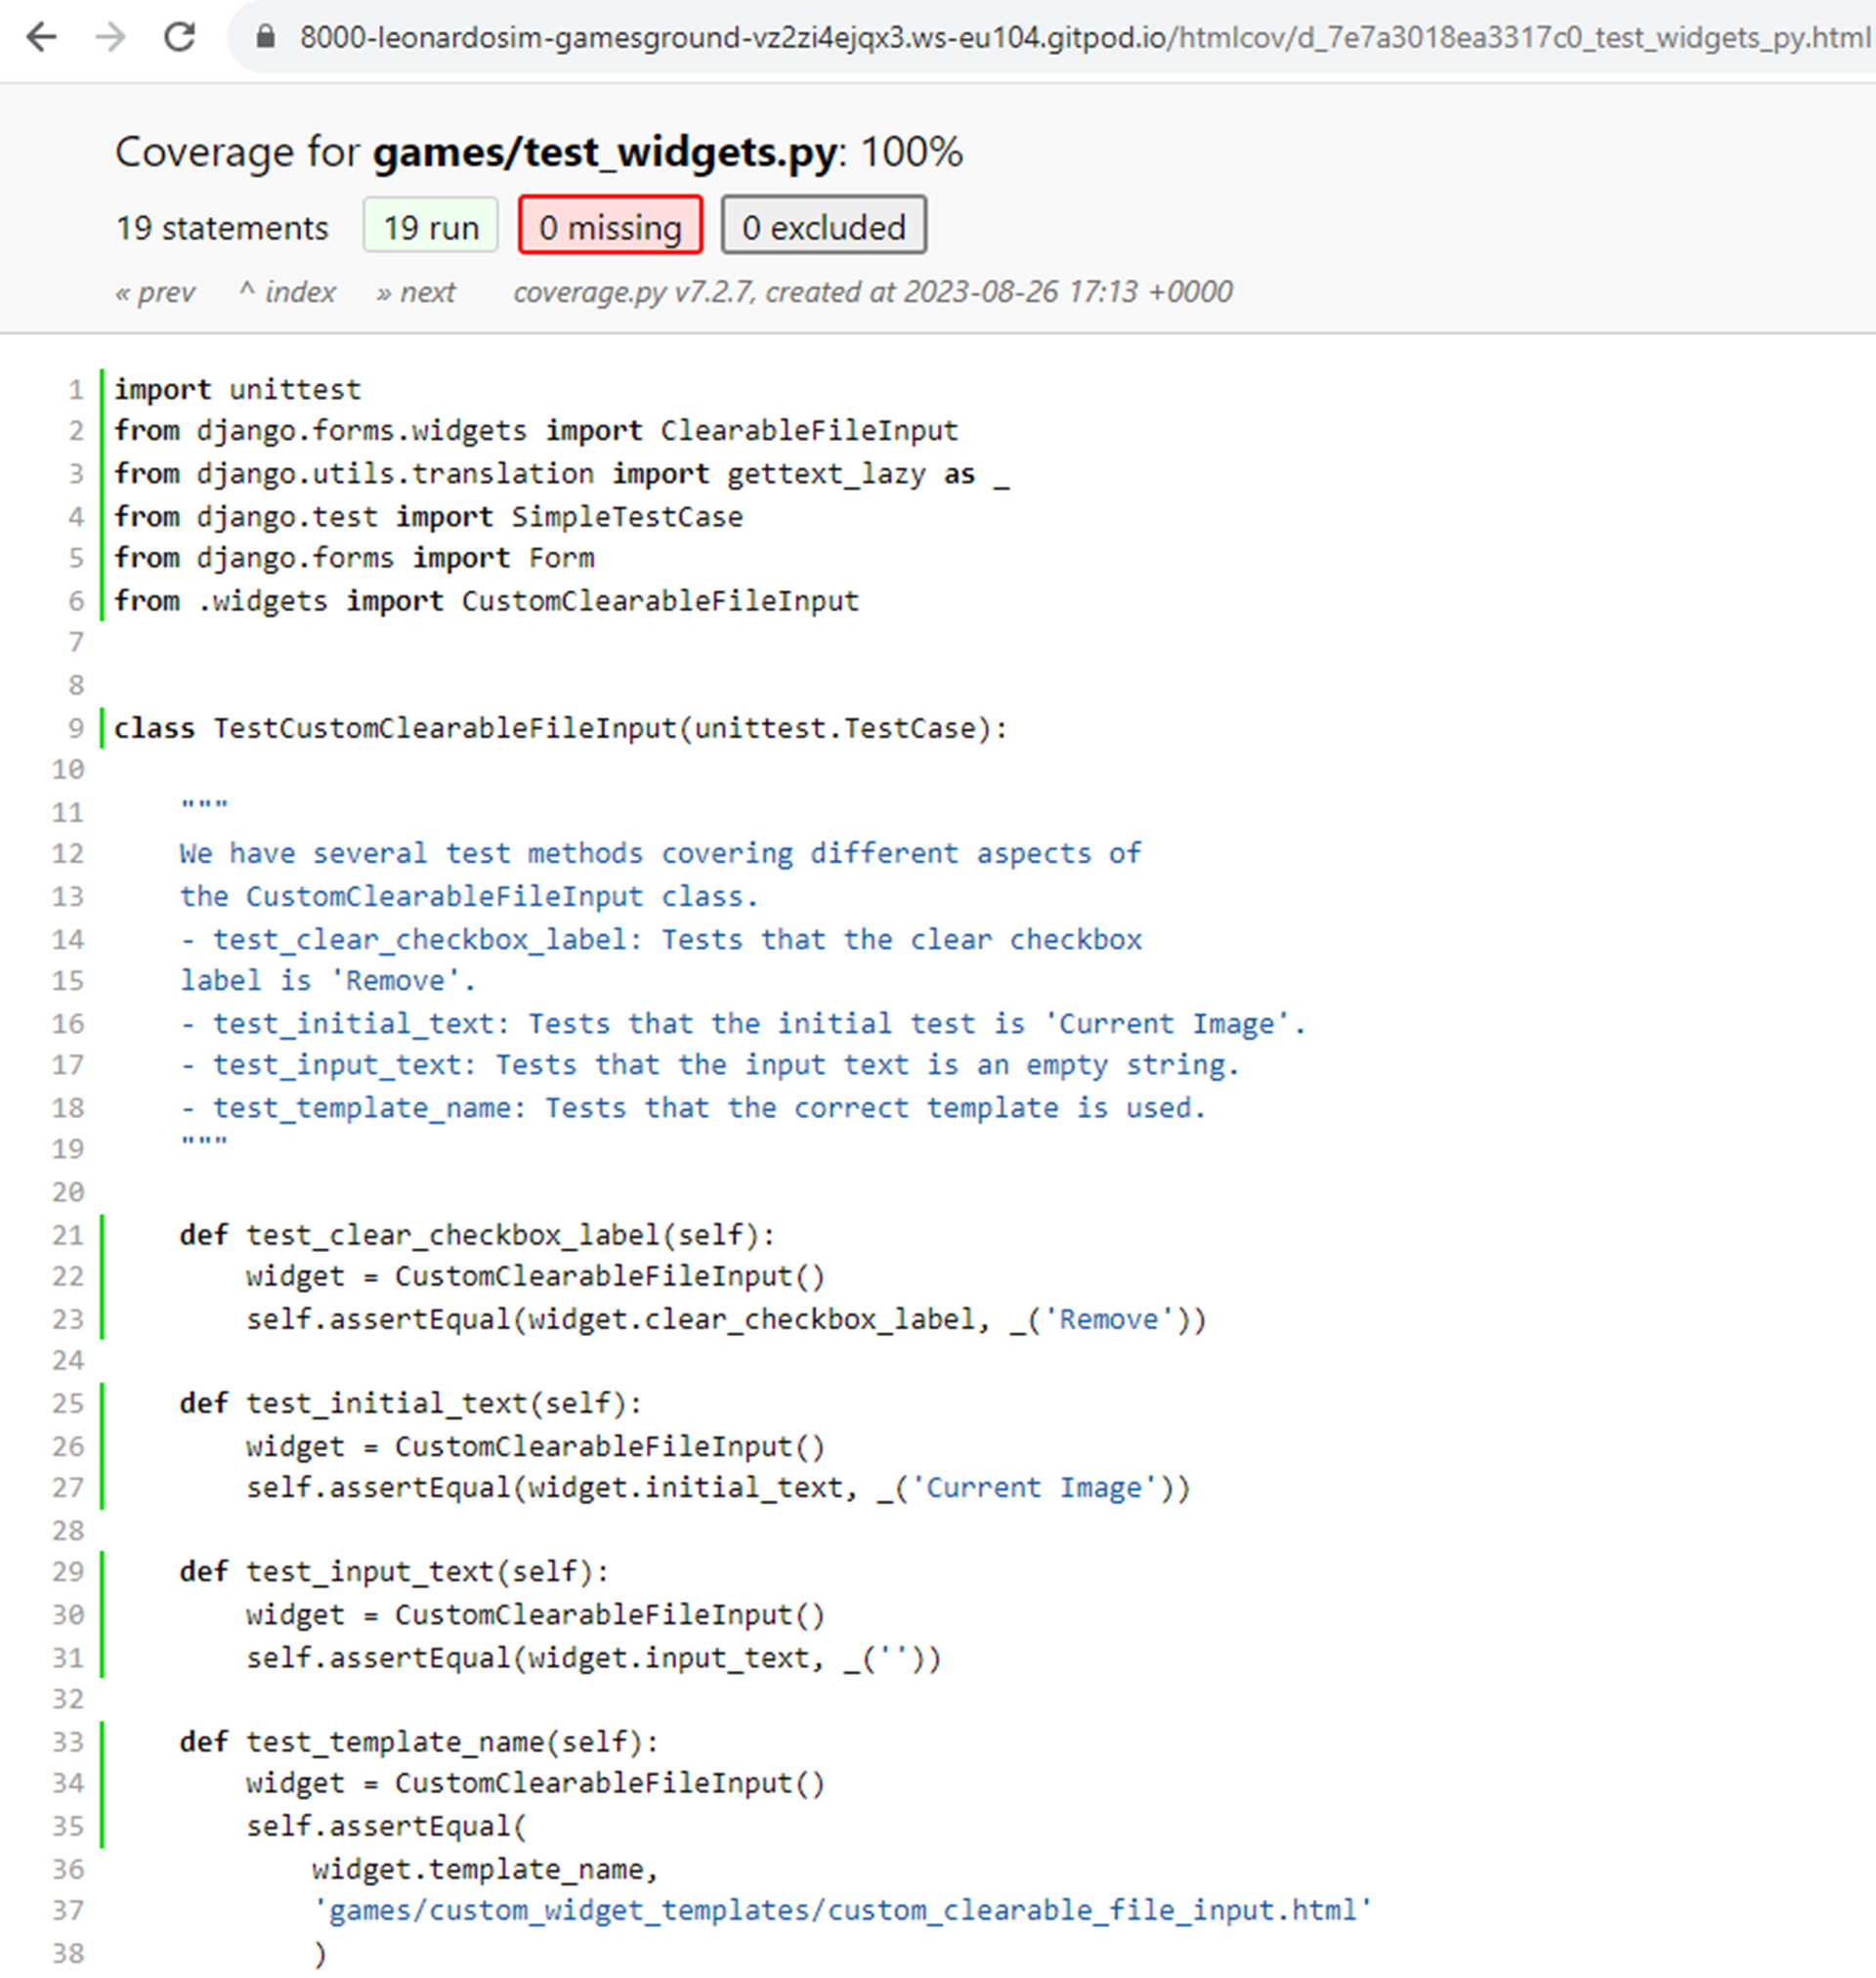 8000-leonardosim-gamesground-vz2zi4ejqx3.ws-eu104.gitpod.io/htmlcov/d_7e7a3018ea3317c0_test_widgets_py.html
Coverage for games/test_widgets.py: 100%
19 statements 19 run 0 missing 0 excluded
« prev ^ index » next coverage.py v7.2.7, created at 2023-08-26 17:13 +0000
1 import unittest
2 from django.forms.widgets import ClearableFileInput
3 from django.utils.translation import gettext_lazy as _
4 from django.test import SimpleTestCase
5 from django.forms import Form
6 from .widgets import CustomClearableFileInput
7
8
9 class TestCustomClearableFileInput(unittest.TestCase):
10
11     """
12     We have several test methods covering different aspects of
13     the CustomClearableFileInput class.
14     - test_clear_checkbox_label: Tests that the clear checkbox
15     label is 'Remove'.
16     - test_initial_text: Tests that the initial test is 'Current Image'.
17     - test_input_text: Tests that the input text is an empty string.
18     - test_template_name: Tests that the correct template is used.
19     """
20
21     def test_clear_checkbox_label(self):
22         widget = CustomClearableFileInput()
23         self.assertEqual(widget.clear_checkbox_label, _('Remove'))
24
25     def test_initial_text(self):
26         widget = CustomClearableFileInput()
27         self.assertEqual(widget.initial_text, _('Current Image'))
28
29     def test_input_text(self):
30         widget = CustomClearableFileInput()
31         self.assertEqual(widget.input_text, _(''))
32
33     def test_template_name(self):
34         widget = CustomClearableFileInput()
35         self.assertEqual(
36             widget.template_name,
37             'games/custom_widget_templates/custom_clearable_file_input.html'
38             )